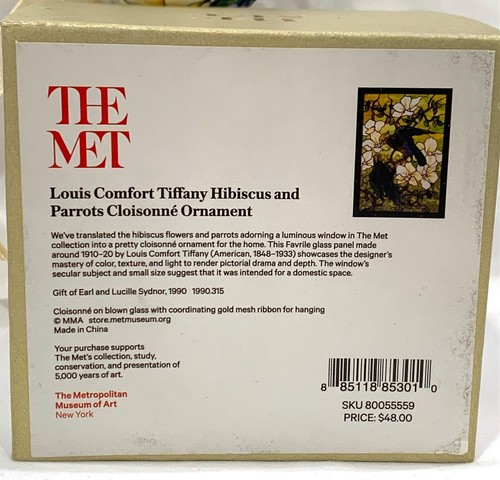 THE
MET
Louis Comfort Tiffany Hibiscus and
Parrots Cloisonné Ornament
We've translated the hibiscus flowers and parrots adorning a luminous window in The Met
collection into a pretty cloisonné ornament for the home. This Favrile glass panel made
around 1910–20 by Louis Comfort Tiffany (American, 1848–1933) showcases the designer's
mastery of color, texture, and light to render pictorial drama and depth. The window's
secular subject and small size suggest that it was intended for a domestic space.
Gift of Earl and Lucille Sydnor, 1990 1990.315
Cloisonné on blown glass with coordinating gold mesh ribbon for hanging
© MMA store.metmuseum.org
Made in China
Your purchase supports
The Met's collection, study,
conservation, and presentation of
5,000 years of art.
The Metropolitan
Museum of Art
New York
8 85118 85301 0
SKU 80055559
PRICE: $48.00